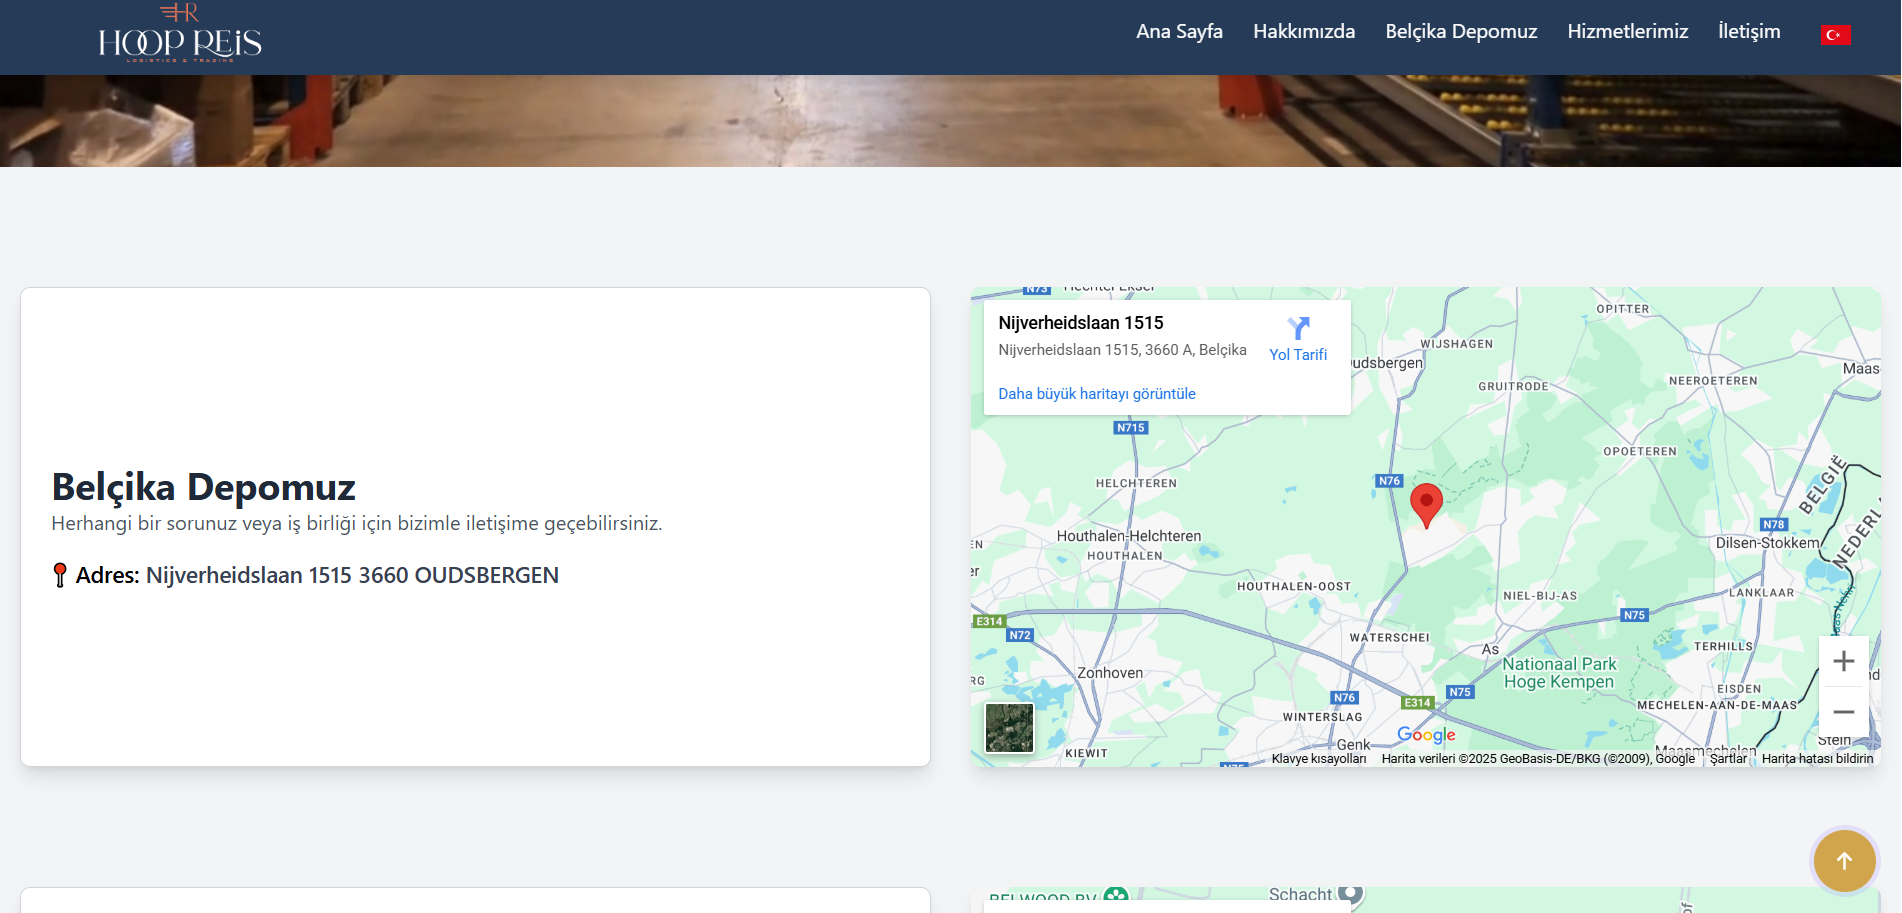 HR
HOOP REiS
LOGISTICS & TRADING
Ana Sayfa
Hakkımızda
Belçika Depomuz
Hizmetlerimiz
İletişim
Belçika Depomuz
Herhangi bir sorunuz veya iş birliği için bizimle iletişime geçebilirsiniz.
Adres: Nijverheidslaan 1515 3660 OUDSBERGEN
N73
Hechtel-Eksel
Nijverheidslaan 1515
Nijverheidslaan 1515, 3660 A, Belçika
Yol Tarifi
Daha büyük haritayı görüntüle
OPITTER
WIJSHAGEN
Oudsbergen
GRUITRODE
NEEROETEREN
Maas
N715
OPOETEREN
HELCHTEREN
N76
BELGIË
NEDERL
N78
Houthalen-Helchteren
HOUTHALEN
Dilsen-Stokkem
HOUTHALEN-OOST
NIEL-BIJ-AS
LANKLAAR
E314
N72
N75
WATERSCHEI
As
TERHILLS
Nationaal Park
Hoge Kempen
Zonhoven
EISDEN
N76
E314
N75
MECHELEN-AAN-DE-MAAS
WINTERSLAG
Google
Stein
KIEWIT
Genk
Maasmechelen
N75
Klavye kısayolları
Harita verileri ©2025 GeoBasis-DE/BKG (©2009), Google
Şartlar
Harita hatası bildirin
BELWOOD BV
Schacht